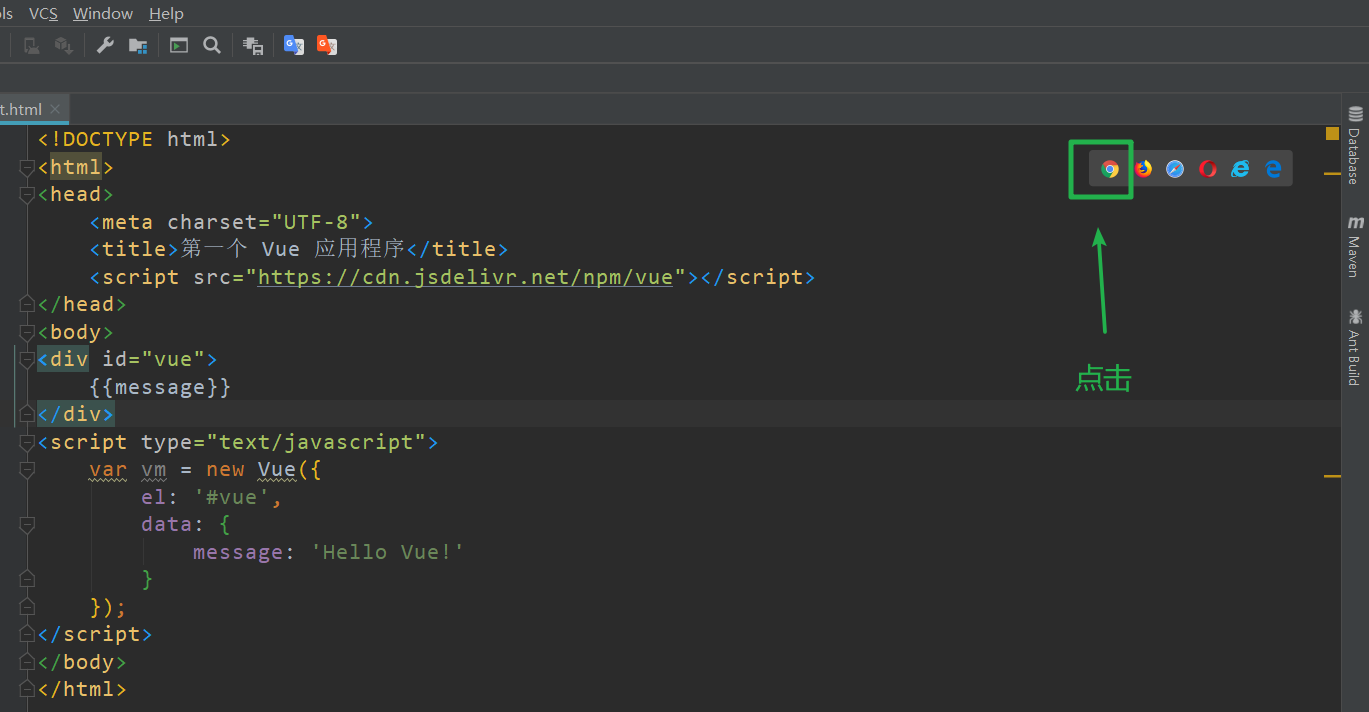 ls VCS Window Help
t.html
<!DOCTYPE html>
<html>
<head>
    <meta charset="UTF-8">
    <title>第一个 Vue 应用程序</title>
    <script src="https://cdn.jsdelivr.net/npm/vue"></script>
</head>
<body>
<div id="vue">
    {{message}}
</div>
<script type="text/javascript">
    var vm = new Vue({
        el: '#vue',
        data: {
            message: 'Hello Vue!'
        }
    });
</script>
</body>
</html>
点击
Database
Maven
Ant Build